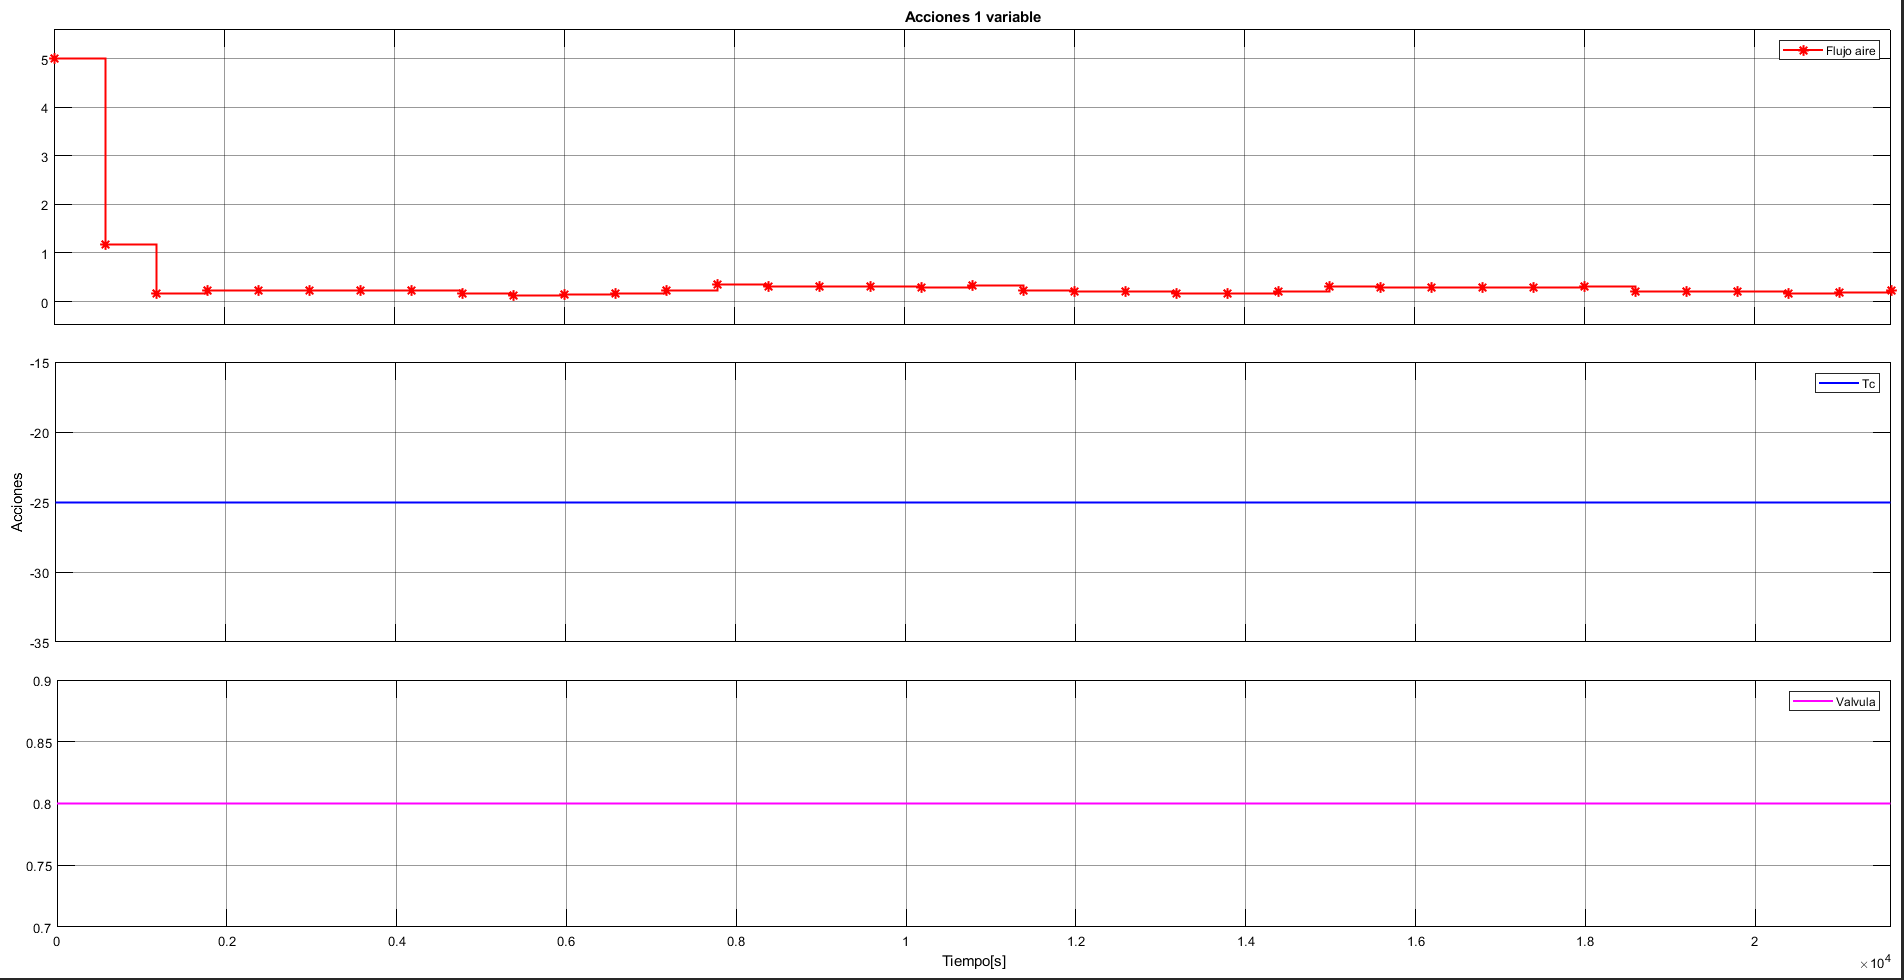 Acciones 1 variable
Flujo aire
5
4
3
2
1
0
Tc
-15
-20
-25
-30
-35
Acciones
Valvula
0.9
0.85
0.8
0.75
0.7
0 0.2 0.4 0.6 0.8 1 1.2 1.4 1.6 1.8 2
Tiempo[s]
×10⁴